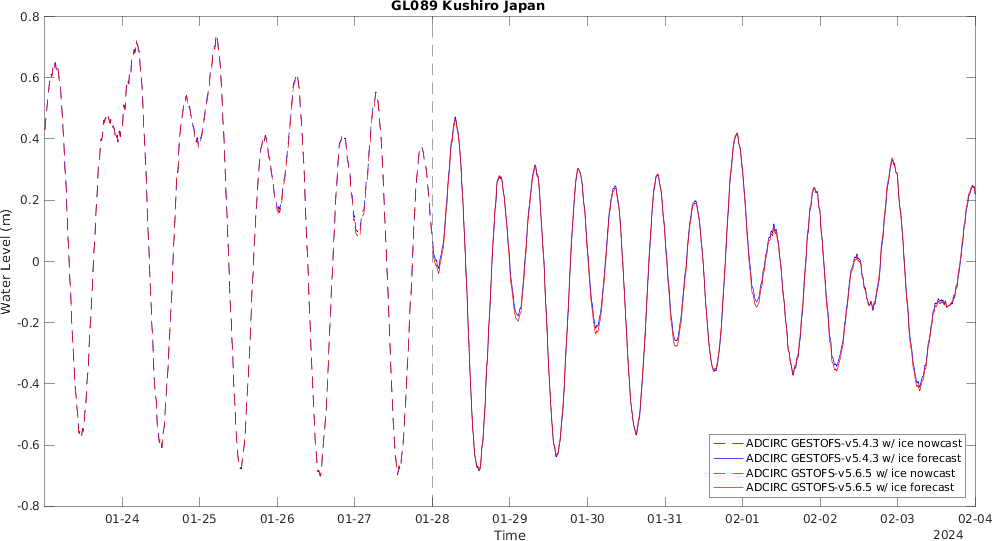 GL089 Kushiro Japan
0.8
0.6
0.4
0.2
0
-0.2
-0.4
-0.6
-0.8
Water Level (m)
ADCIRC GESTOFS-v5.4.3 w/ ice nowcast
ADCIRC GESTOFS-v5.4.3 w/ ice forecast
ADCIRC GSTOFS-v5.6.5 w/ ice nowcast
ADCIRC GSTOFS-v5.6.5 w/ ice forecast
01-24 01-25 01-26 01-27 01-28 01-29 01-30 01-31 02-01 02-02 02-03 02-04
Time
2024